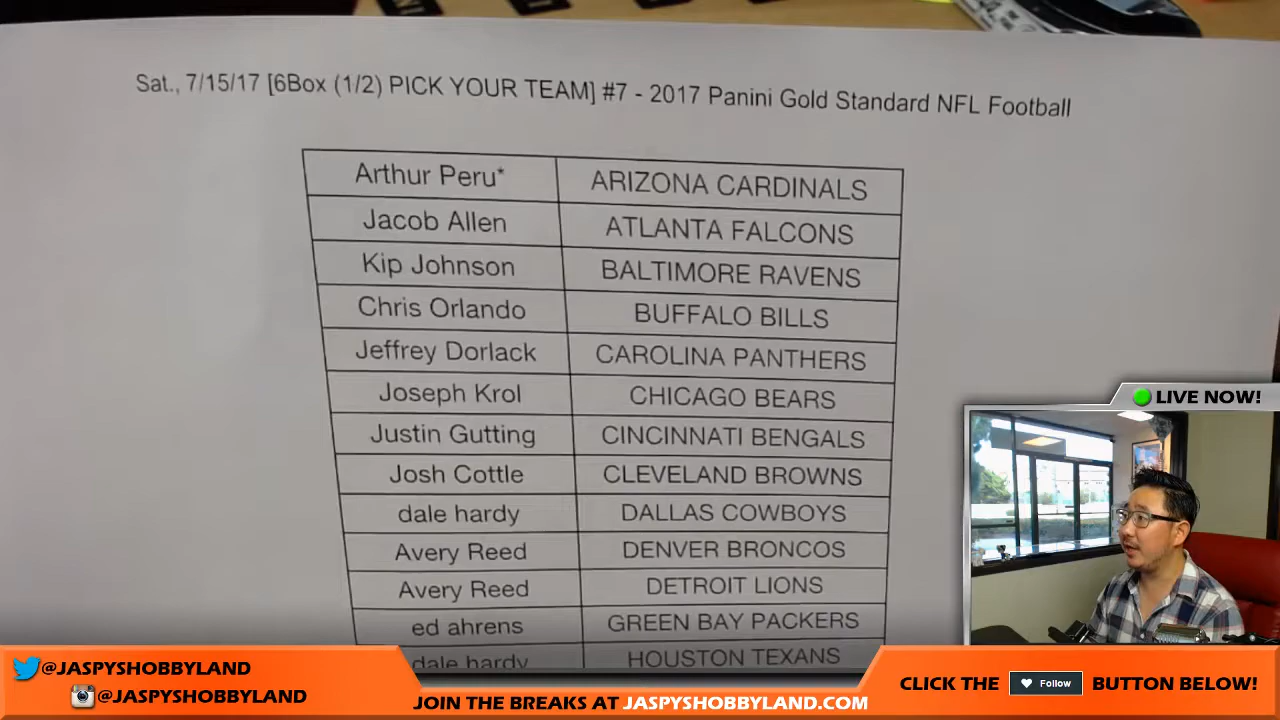 Sat., 7/15/17 [6Box (1/2) PICK YOUR TEAM] #7 - 2017 Panini Gold Standard NFL Football
Arthur Peru* ARIZONA CARDINALS
Jacob Allen ATLANTA FALCONS
Kip Johnson BALTIMORE RAVENS
Chris Orlando BUFFALO BILLS
Jeffrey Dorlack CAROLINA PANTHERS
Joseph Krol CHICAGO BEARS
Justin Gutting CINCINNATI BENGALS
Josh Cottle CLEVELAND BROWNS
dale hardy DALLAS COWBOYS
Avery Reed DENVER BRONCOS
Avery Reed DETROIT LIONS
ed ahrens GREEN BAY PACKERS
dale hardy HOUSTON TEXANS
LIVE NOW!
@JASPYSHOBBYLAND
@JASPYSHOBBYLAND
JOIN THE BREAKS AT JASPYSHOBBYLAND.COM
CLICK THE Follow BUTTON BELOW!